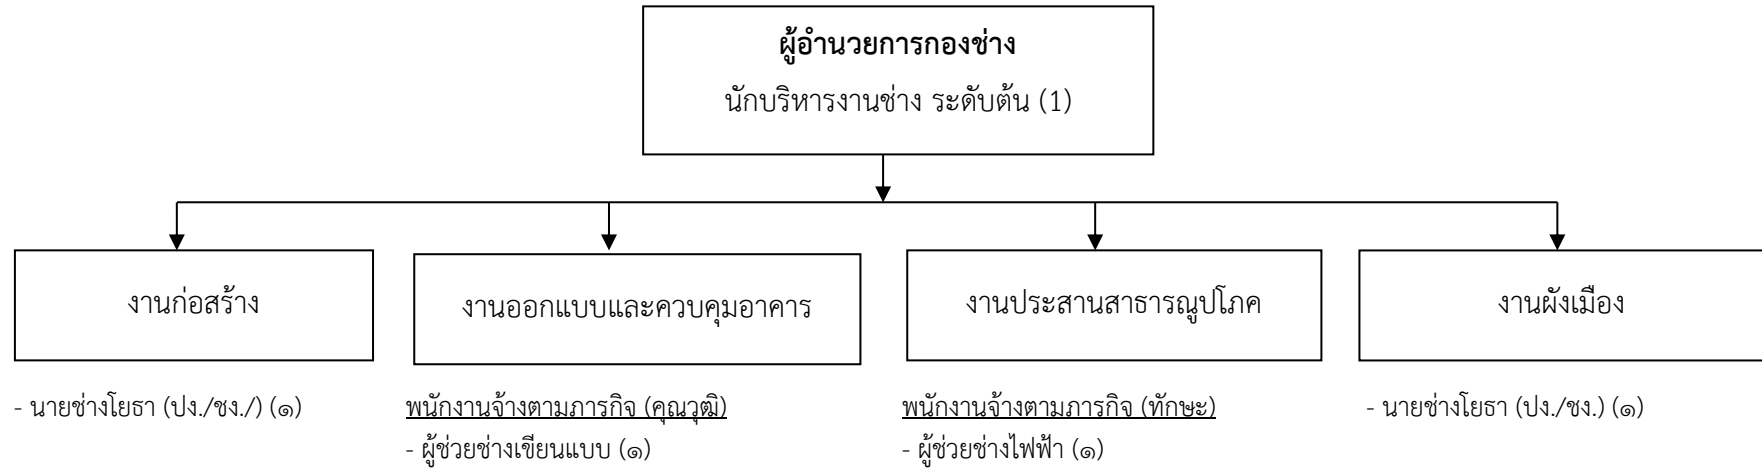 ผู้อำนวยการกองช่าง
นักบริหารงานช่าง ระดับต้น (1)
งานก่อสร้าง
งานออกแบบและควบคุมอาคาร
งานประสานสาธารณูปโภค
งานผังเมือง
- นายช่างโยธา (ปง./ชง./) (๑)
พนักงานจ้างตามภารกิจ (คุณวุฒิ)
- ผู้ช่วยช่างเขียนแบบ (๑)
พนักงานจ้างตามภารกิจ (ทักษะ)
- ผู้ช่วยช่างไฟฟ้า (๑)
- นายช่างโยธา (ปง./ชง.) (๑)